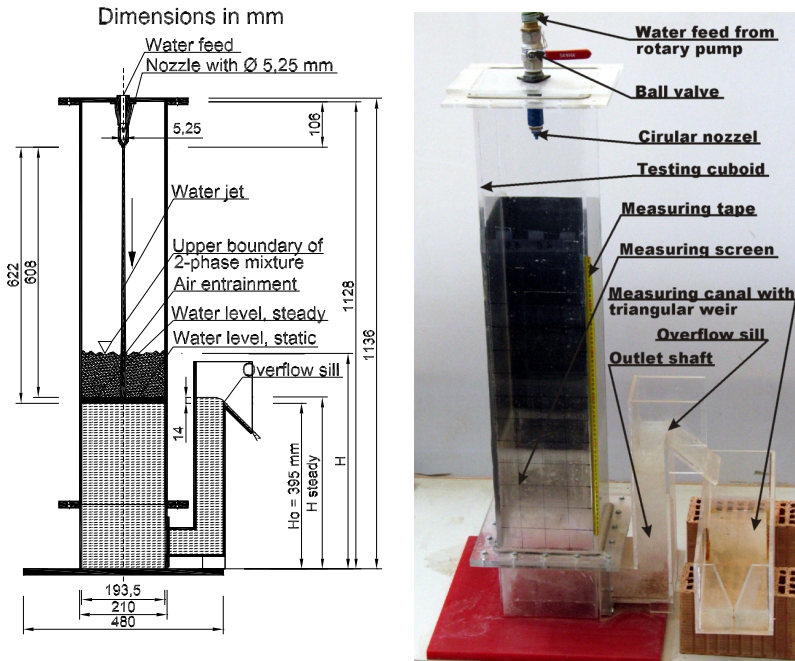 Dimensions in mm
Water feed
Nozzle with Ø 5,25 mm
5,25
106
Water jet
Upper boundary of
2-phase mixture
Air entrainment
Water level, steady
Water level, static
Overflow sill
622
608
1128
1136
14
Ho = 395 mm
H steady
H
193,5
210
480
Water feed from
rotary pump
Ball valve
Cirular nozzel
Testing cuboid
Measuring tape
Measuring screen
Measuring canal with
triangular weir
Overflow sill
Outlet shaft